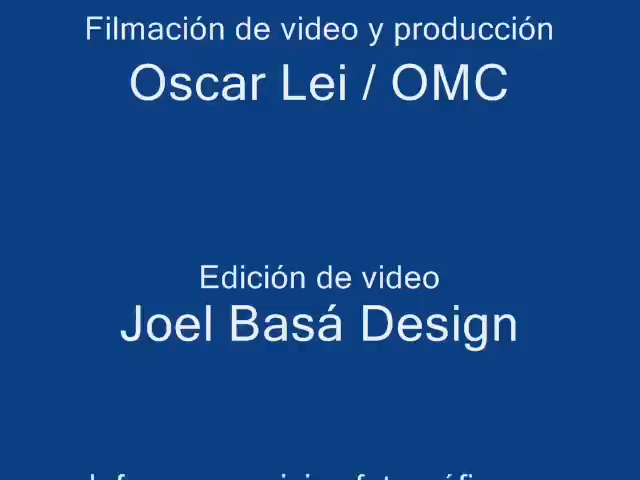 Filmación de video y producción
Oscar Lei / OMC
Edición de video
Joel Basá Design